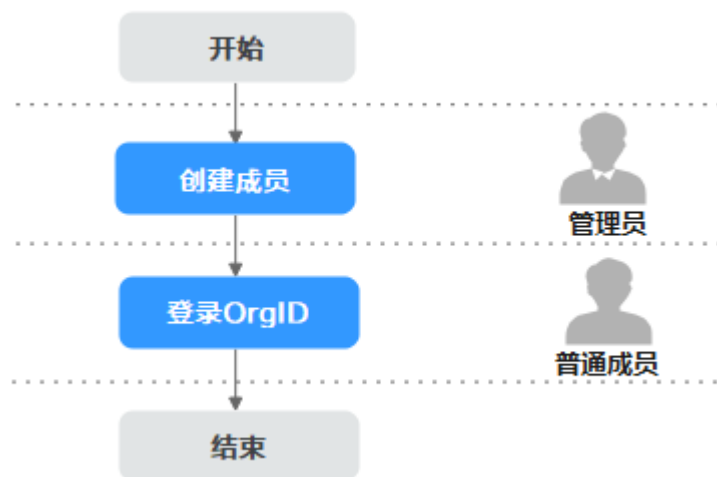 开始
创建成员
管理员
登录OrgID
普通成员
结束